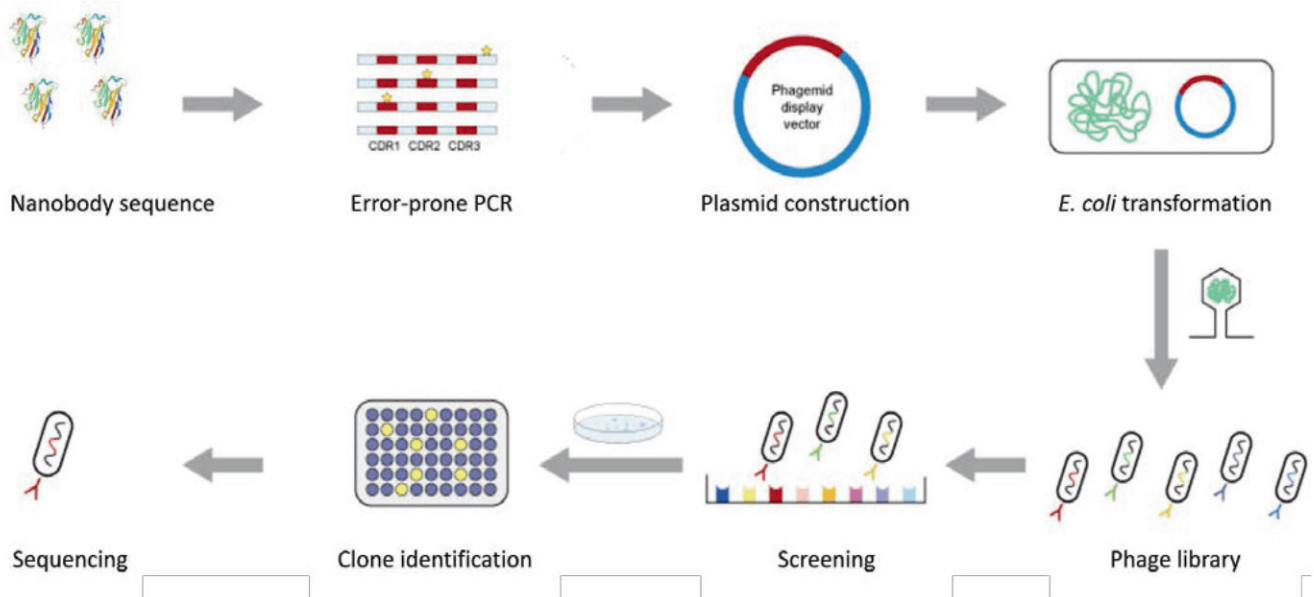 CDR1 CDR2 CDR3
Phagemid
display
vector
Nanobody sequence
Error-prone PCR
Plasmid construction
E. coli transformation
Sequencing
Clone identification
Screening
Phage library